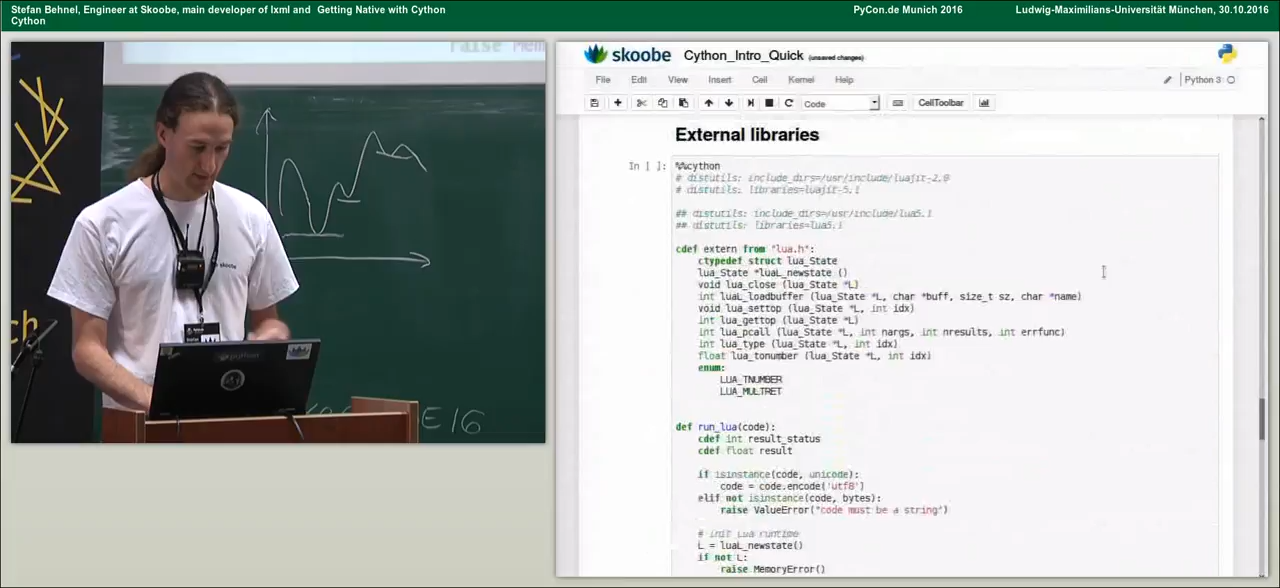 Stefan Behnel, Engineer at Skoobe, main developer of lxml and Cython
Getting Native with Cython
PyCon.de Munich 2016
Ludwig-Maximilians-Universität München, 30.10.2016
skoobe Cython_Intro_Quick (unsaved changes)
File Edit View Insert Cell Kernel Help
Python 3
Code
CellToolbar
External libraries
In [ ]:
%%cython
# distutils: include_dirs=/usr/include/luajit-2.0
# distutils: libraries=luajit-5.1
## distutils: include_dirs=/usr/include/lua5.1
## distutils: libraries=lua5.1
cdef extern from "lua.h":
ctypedef struct lua_State
lua_State *luaL_newstate ()
void lua_close (lua_State *L)
int luaL_loadbuffer (lua_State *L, char *buff, size_t sz, char *name)
void lua_settop (lua_State *L, int idx)
int lua_gettop (lua_State *L)
int lua_pcall (lua_State *L, int nargs, int nresults, int errfunc)
int lua_type (lua_State *L, int idx)
float lua_tonumber (lua_State *L, int idx)
enum:
LUA_TNUMBER
LUA_MULTRET
def run_lua(code):
cdef int result_status
cdef float result
if isinstance(code, unicode):
code = code.encode('utf8')
elif not isinstance(code, bytes):
raise ValueError("code must be a string")
# init Lua runtime
L = luaL_newstate()
if not L:
raise MemoryError()
raise Mem
skoobe
python
E16